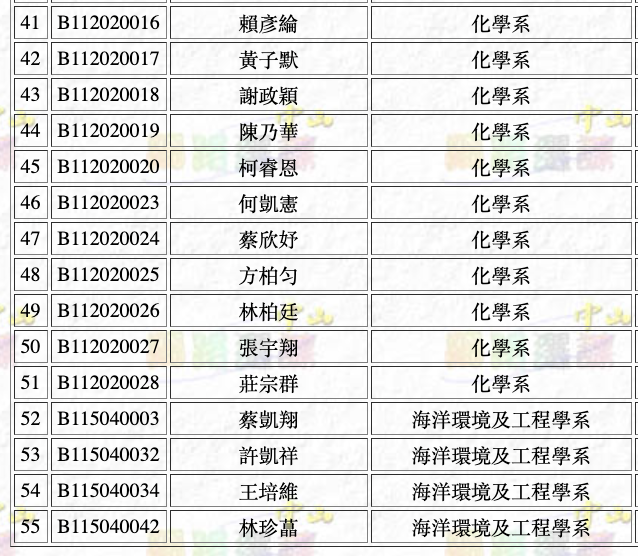 41 B112020016 賴彥綸 化學系
42 B112020017 黃子默 化學系
43 B112020018 謝政穎 化學系
44 B112020019 陳乃華 化學系
45 B112020020 柯睿恩 化學系
46 B112020023 何凱憲 化學系
47 B112020024 蔡欣妤 化學系
48 B112020025 方柏匀 化學系
49 B112020026 林柏廷 化學系
50 B112020027 張宇翔 化學系
51 B112020028 莊宗群 化學系
52 B115040003 蔡凱翔 海洋環境及工程學系
53 B115040032 許凱祥 海洋環境及工程學系
54 B115040034 王培維 海洋環境及工程學系
55 B115040042 林珍萻 海洋環境及工程學系